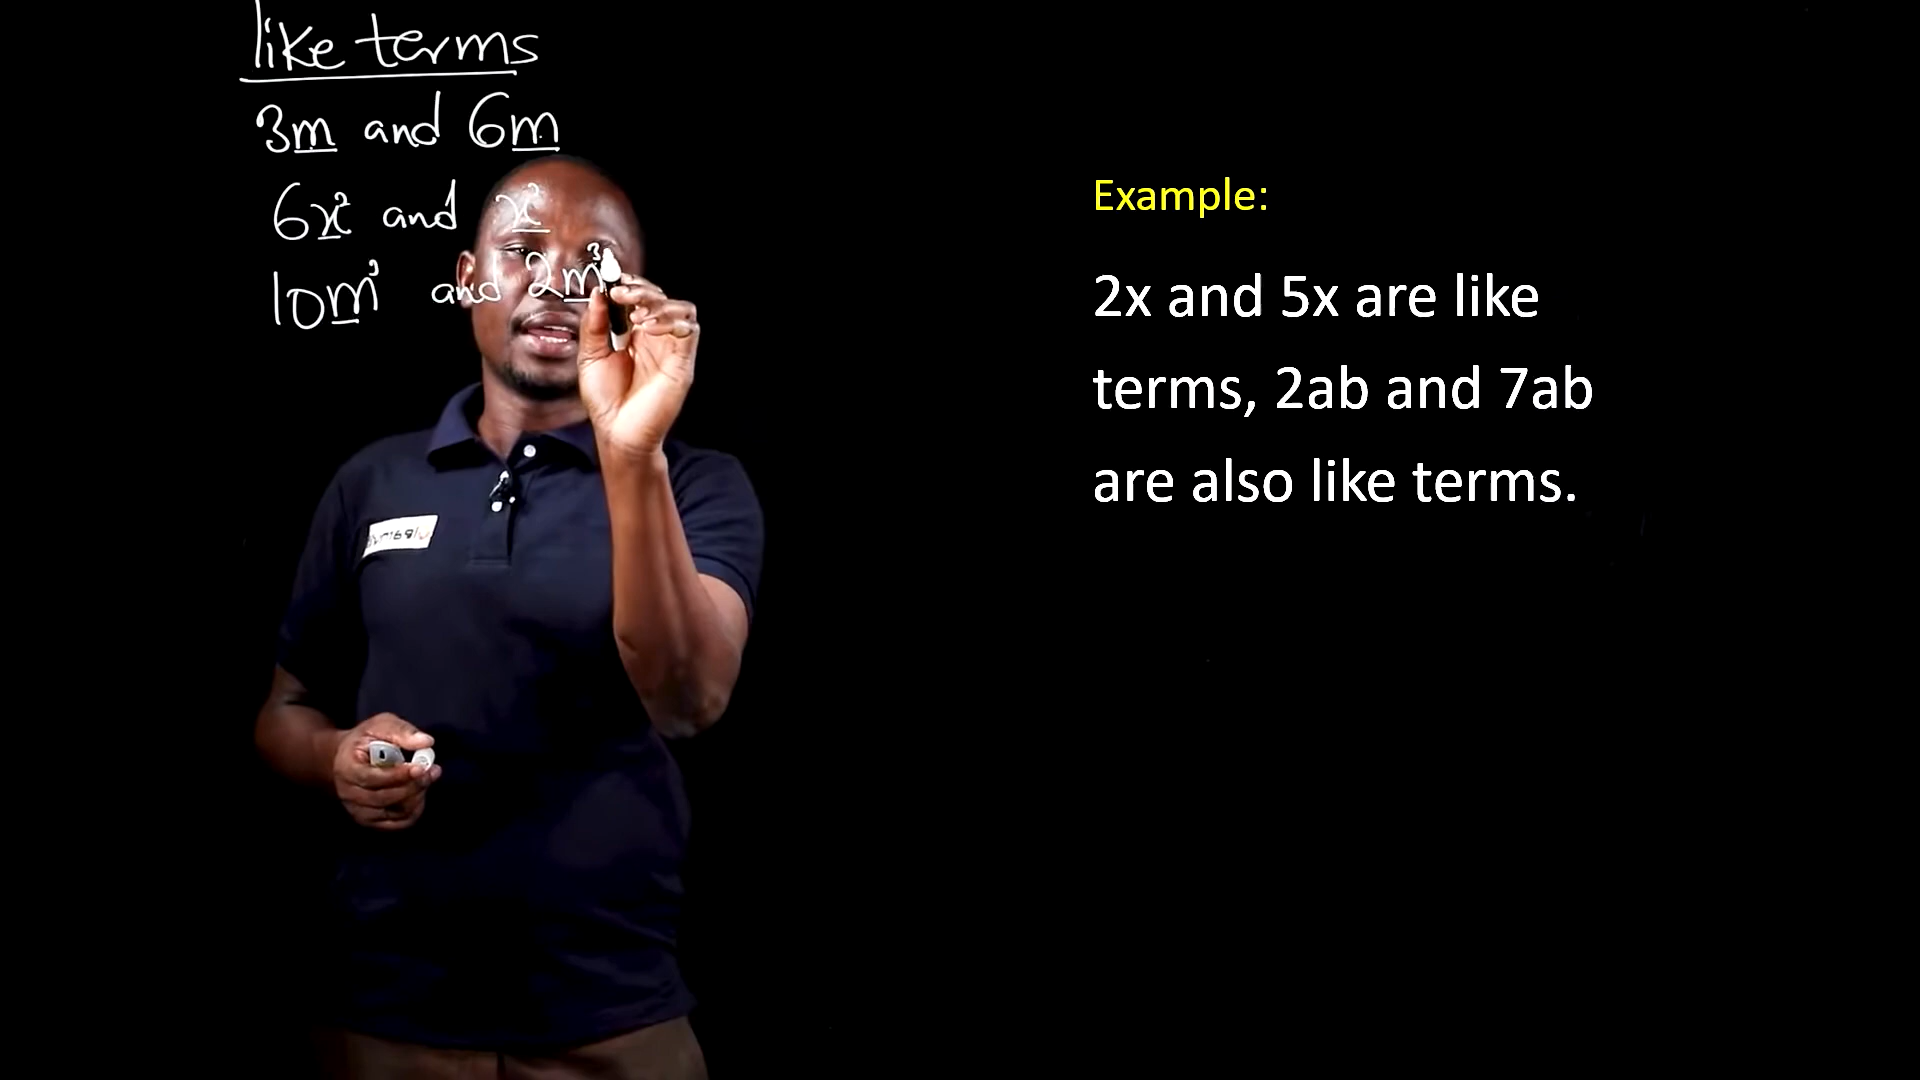 like terms
3m and 6m
6x² and x²
10m³ and 2m³
Example:
2x and 5x are like
terms, 2ab and 7ab
are also like terms.